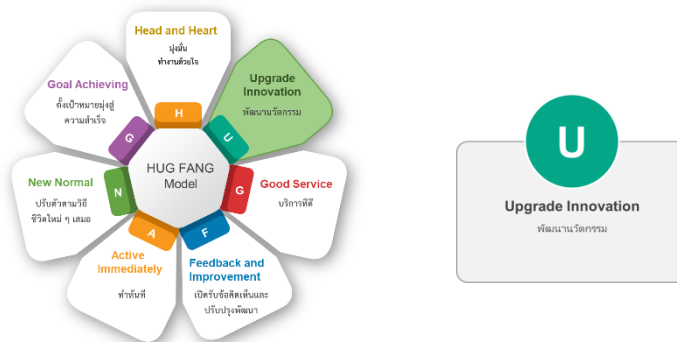 Head and Heart
มุ่งมั่น
ทำงานด้วยใจ
H
Upgrade
Innovation
พัฒนานวัตกรรม
U
Good Service
บริการที่ดี
G
Feedback and
Improvement
เปิดรับข้อคิดเห็นและ
ปรับปรุงพัฒนา
F
Active
Immediately
ทำทันที
A
New Normal
ปรับตัวตามวิถี
ชีวิตใหม่ ๆ เสมอ
N
Goal Achieving
ตั้งเป้าหมายมุ่งสู่
ความสำเร็จ
G
HUG FANG
Model
U
Upgrade Innovation
พัฒนานวัตกรรม